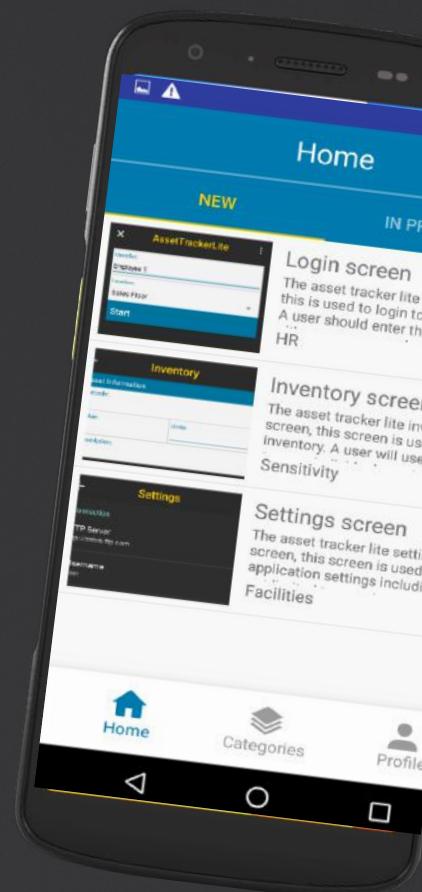 Home
NEW
IN PR
AssetTrackerLite
Employee 1
Sales Floor
Start
Login screen
The asset tracker lite
this is used to login to
A user should enter th
HR
Inventory
Inventory screen
The asset tracker lite inv
screen, this screen is us
inventory. A user will use
Sensitivity
Settings
TP Server
Settings screen
The asset tracker lite setti
screen, this screen is used
application settings includi
Facilities
Home
Categories
Profile